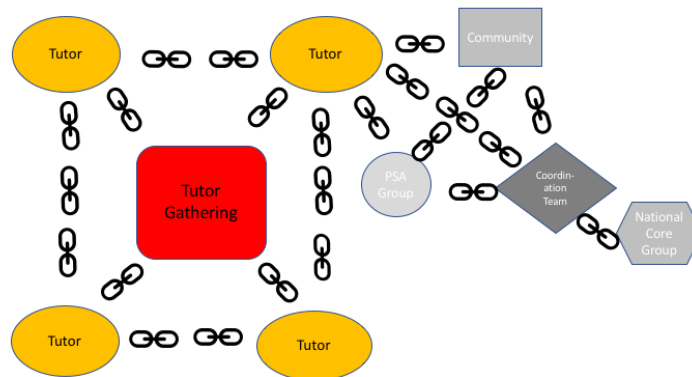 Tutor
Tutor
Community
Tutor
Gathering
PSA
Group
Coordin-
ation
Team
National
Core
Group
Tutor
Tutor